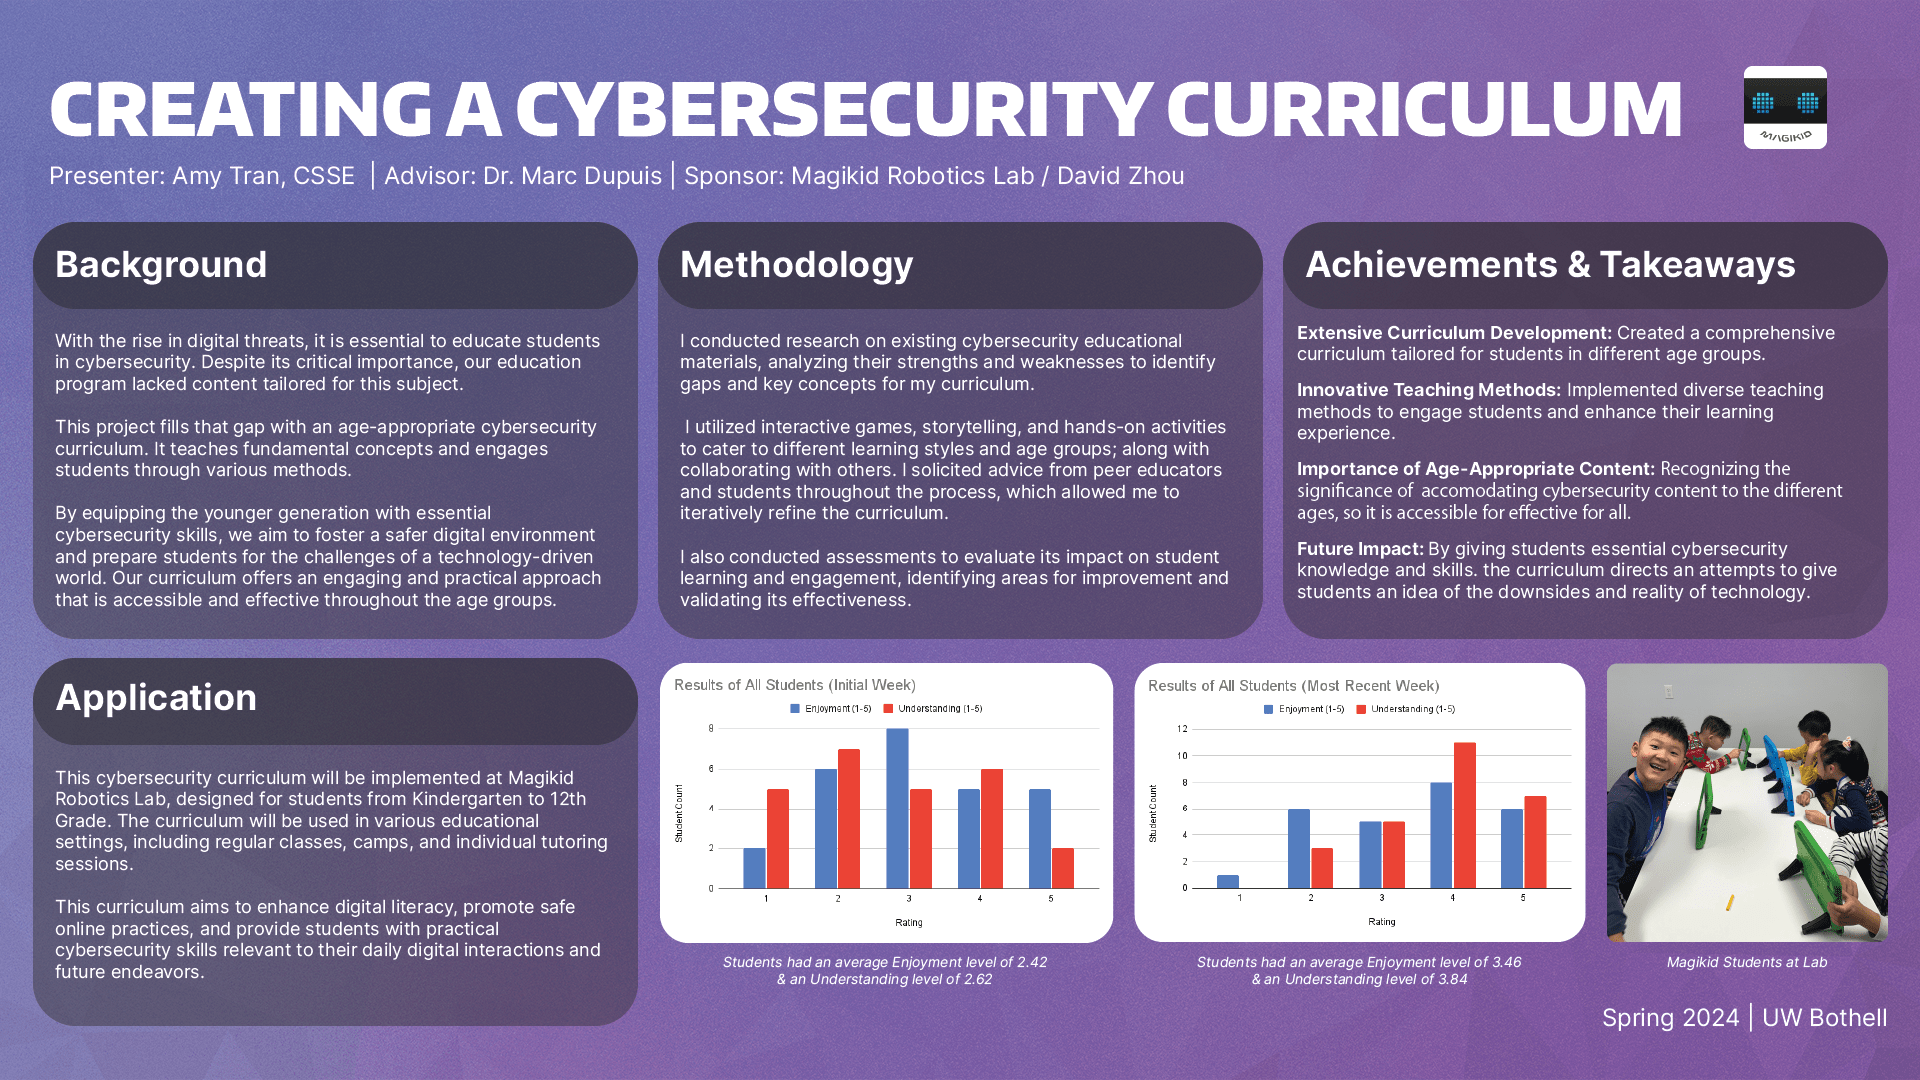 CREATING A CYBERSECURITY CURRICULUM
MAGIKID
Presenter: Amy Tran, CSSE | Advisor: Dr. Marc Dupuis | Sponsor: Magikid Robotics Lab / David Zhou
Background
With the rise in digital threats, it is essential to educate students
in cybersecurity. Despite its critical importance, our education
program lacked content tailored for this subject.
This project fills that gap with an age-appropriate cybersecurity
curriculum. It teaches fundamental concepts and engages
students through various methods.
By equipping the younger generation with essential
cybersecurity skills, we aim to foster a safer digital environment
and prepare students for the challenges of a technology-driven
world. Our curriculum offers an engaging and practical approach
that is accessible and effective throughout the age groups.
Methodology
I conducted research on existing cybersecurity educational
materials, analyzing their strengths and weaknesses to identify
gaps and key concepts for my curriculum.
I utilized interactive games, storytelling, and hands-on activities
to cater to different learning styles and age groups; along with
collaborating with others. I solicited advice from peer educators
and students throughout the process, which allowed me to
iteratively refine the curriculum.
I also conducted assessments to evaluate its impact on student
learning and engagement, identifying areas for improvement and
validating its effectiveness.
Achievements & Takeaways
Extensive Curriculum Development: Created a comprehensive
curriculum tailored for students in different age groups.
Innovative Teaching Methods: Implemented diverse teaching
methods to engage students and enhance their learning
experience.
Importance of Age-Appropriate Content: Recognizing the
significance of accomodating cybersecurity content to the different
ages, so it is accessible for effective for all.
Future Impact: By giving students essential cybersecurity
knowledge and skills. the curriculum directs an attempts to give
students an idea of the downsides and reality of technology.
Application
This cybersecurity curriculum will be implemented at Magikid
Robotics Lab, designed for students from Kindergarten to 12th
Grade. The curriculum will be used in various educational
settings, including regular classes, camps, and individual tutoring
sessions.
This curriculum aims to enhance digital literacy, promote safe
online practices, and provide students with practical
cybersecurity skills relevant to their daily digital interactions and
future endeavors.
Results of All Students (Initial Week)
Enjoyment (1-5) Understanding (1-5)
8
6
4
2
0
Student Count
1 2 3 4 5
Rating
Students had an average Enjoyment level of 2.42
& an Understanding level of 2.62
Results of All Students (Most Recent Week)
Enjoyment (1-5) Understanding (1-5)
12
10
8
6
4
2
0
Student Count
1 2 3 4 5
Rating
Students had an average Enjoyment level of 3.46
& an Understanding level of 3.84
Magikid Students at Lab
Spring 2024 | UW Bothell